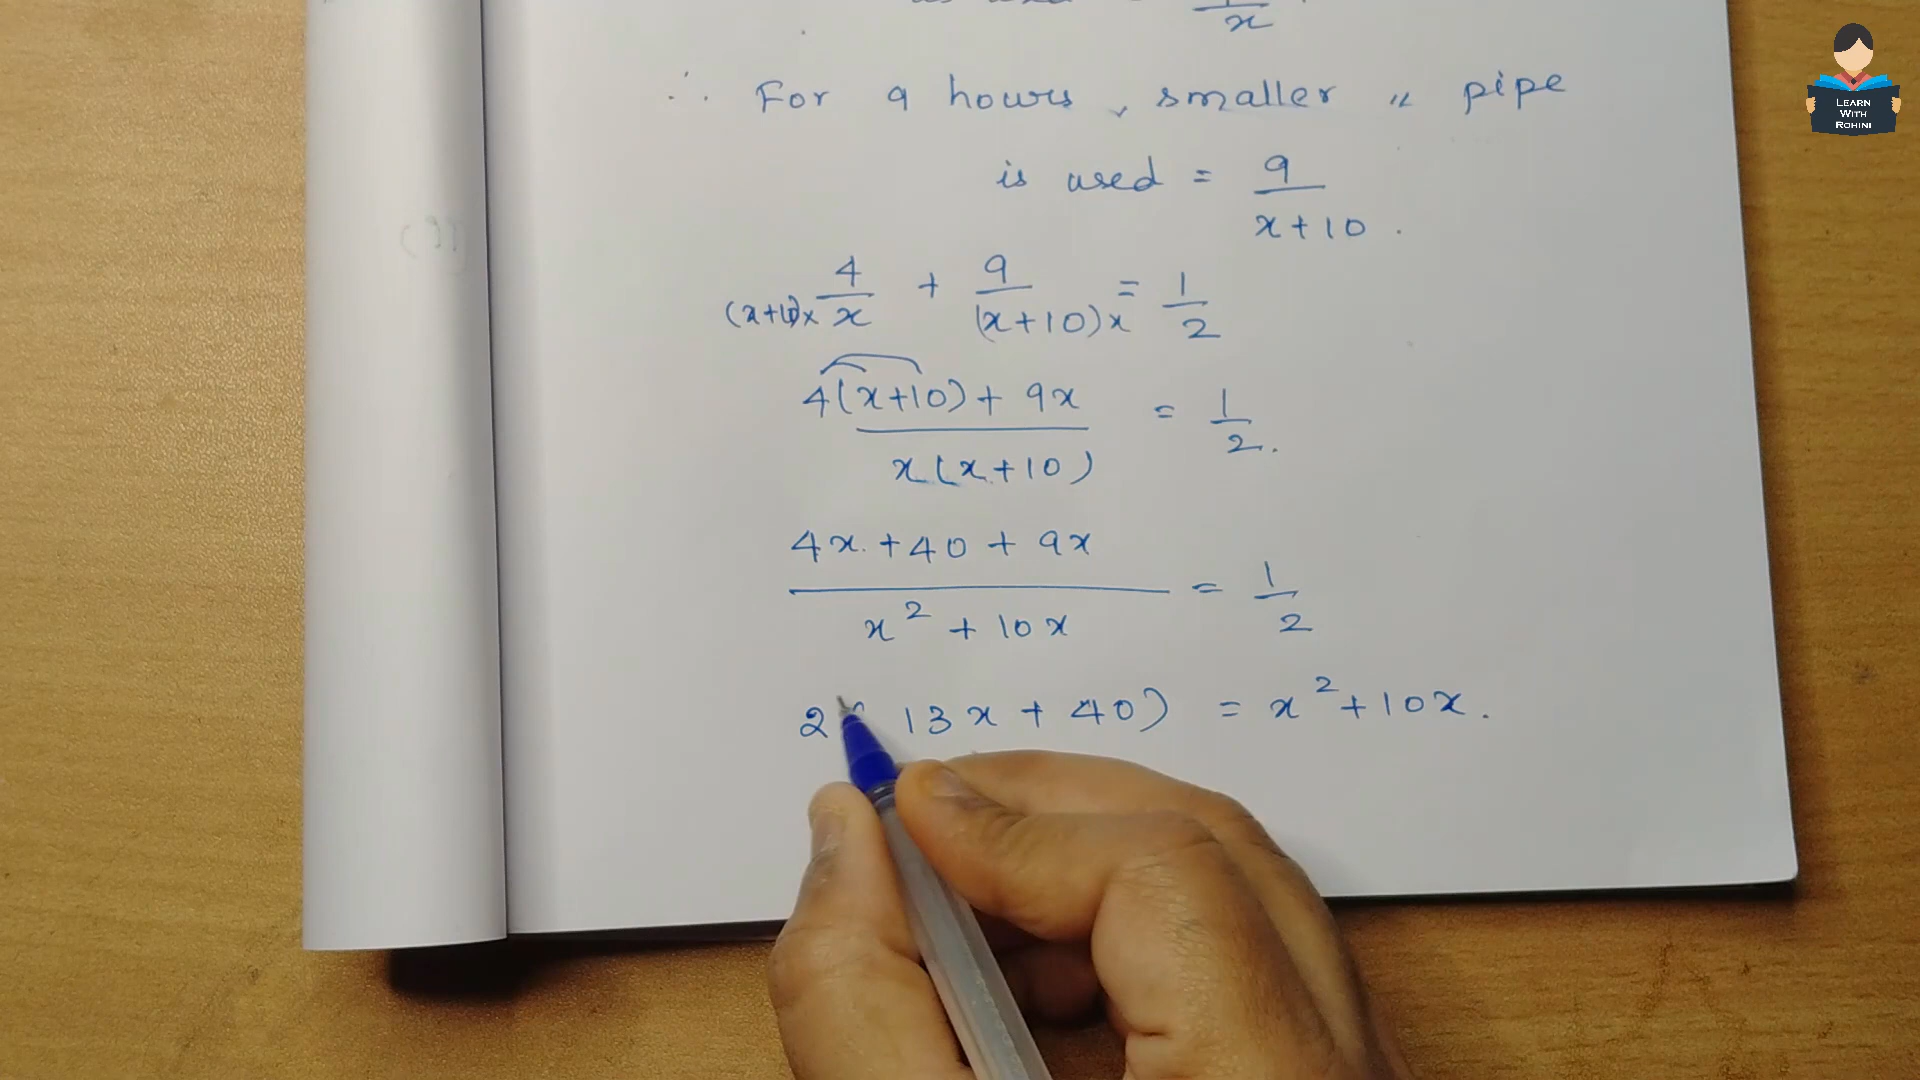 x
∴ For 9 hours, smaller " pipe
is used = 9/(x+10).
(x+10)x 4/x + 9/(x+10)x = 1/2
4(x+10) + 9x / x(x+10) = 1/2.
4x + 40 + 9x / x² + 10x = 1/2
2( 13x + 40) = x² + 10x.
LEARN
WITH
ROHINI